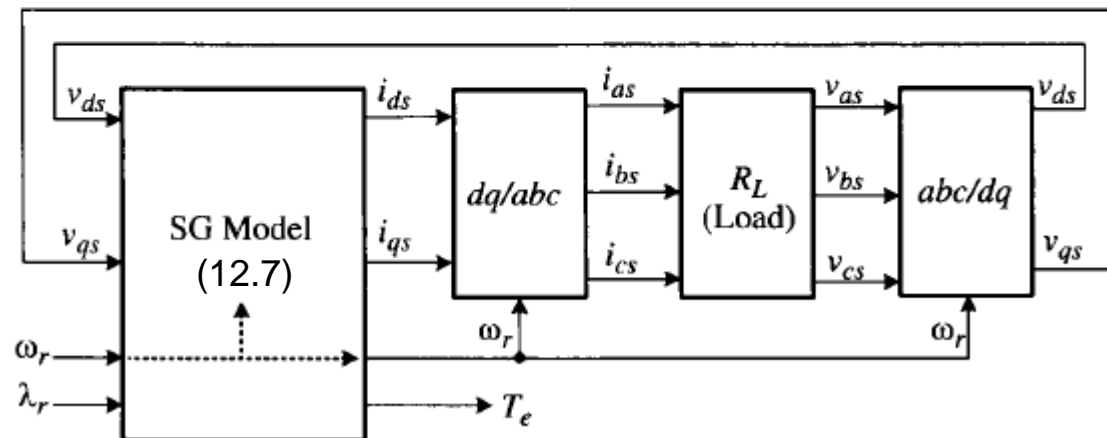 v_ds
i_ds
i_as
v_as
v_ds
dq/abc
i_bs
R_L
(Load)
v_bs
abc/dq
SG Model
(12.7)
v_qs
i_qs
i_cs
v_cs
v_qs
ω_r
ω_r
ω_r
λ_r
T_e